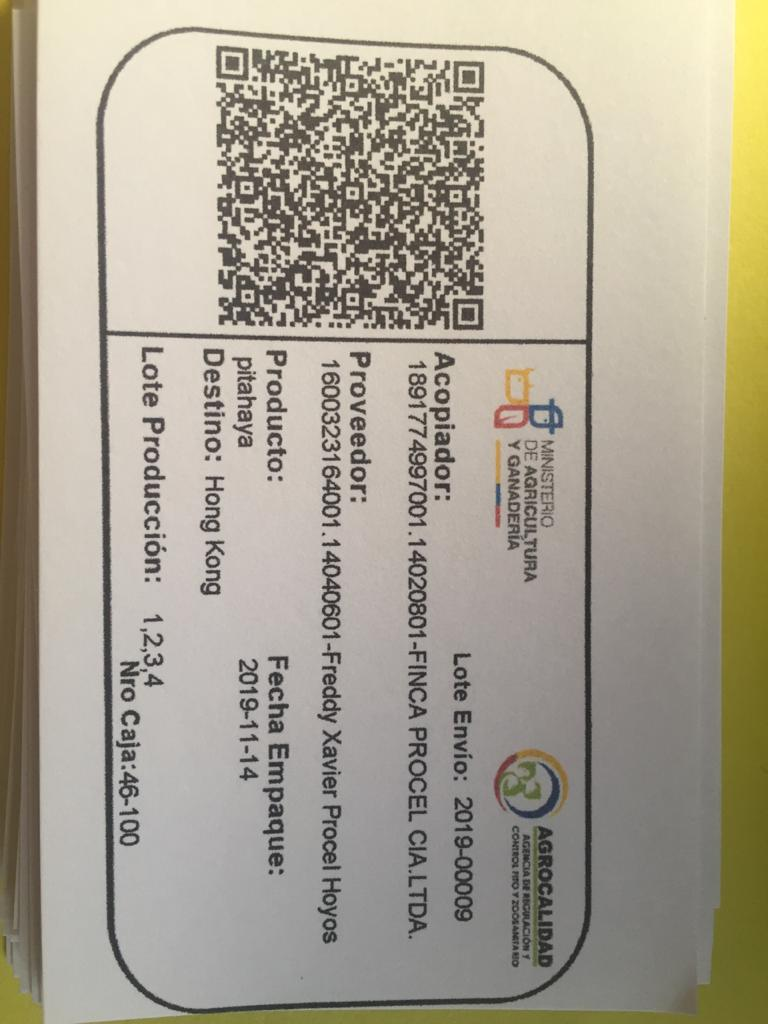 MINISTERIO
DE AGRICULTURA
Y GANADERÍA
AGROCALIDAD
AGENCIA DE REGULACIÓN Y
CONTROL FITO Y ZOOSANITARIO
Lote Envío: 2019-00009
Acopiador:
1891774997001.14020801-FINCA PROCEL CIA.LTDA.
Proveedor:
1600323164001.14040601-Freddy Xavier Procel Hoyos
Producto:
pitahaya
Fecha Empaque:
2019-11-14
Destino: Hong Kong
Lote Producción: 1,2,3,4
Nro Caja:46-100